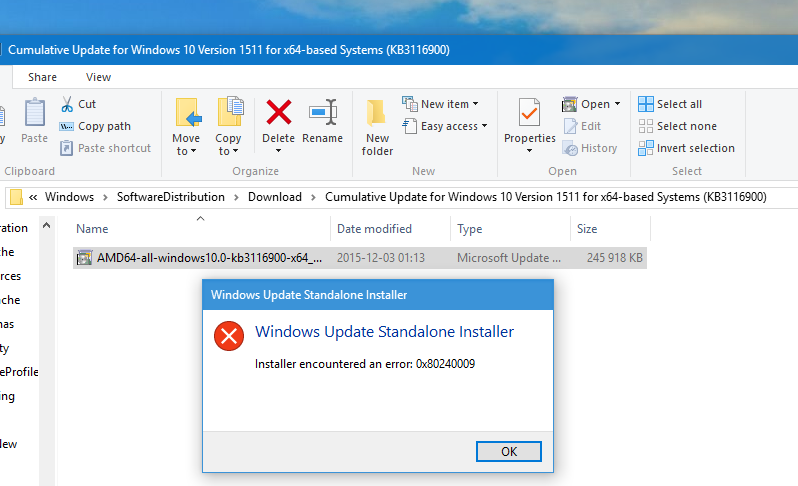 Cumulative Update for Windows 10 Version 1511 for x64-based Systems (KB3116900)
Share View
Paste
Cut
Copy path
Paste shortcut
Clipboard
Move to
Copy to
Delete
Rename
Organize
New folder
New item
Easy access
New
Properties
Open
Edit
History
Open
Select all
Select none
Invert selection
Select
« Windows > SoftwareDistribution > Download > Cumulative Update for Windows 10 Version 1511 for x64-based Systems (KB3116900)
Name Date modified Type Size
AMD64-all-windows10.0-kb3116900-x64_... 2015-12-03 01:13 Microsoft Update ... 245 918 KB
ration
che
rces
ache
nas
ty
eProfile
ing
iew
Windows Update Standalone Installer
Windows Update Standalone Installer
Installer encountered an error: 0x80240009
OK